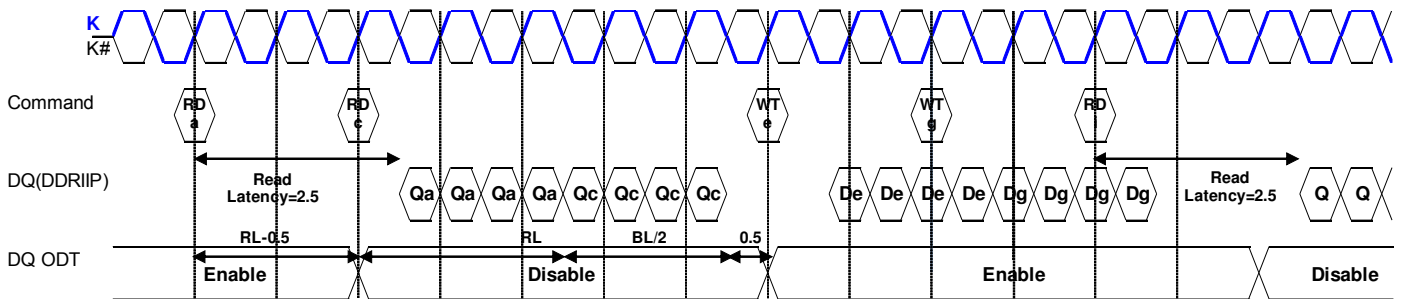 K
K#
Command
RD a
RD c
WT e
WT g
RD i
DQ(DDRIIP)
Read
Latency=2.5
Qa Qa Qa Qa Qc Qc Qc Qc
De De De De Dg Dg Dg Dg
Read
Latency=2.5
Q Q
RL-0.5
RL
BL/2
0.5
DQ ODT
Enable
Disable
Enable
Disable